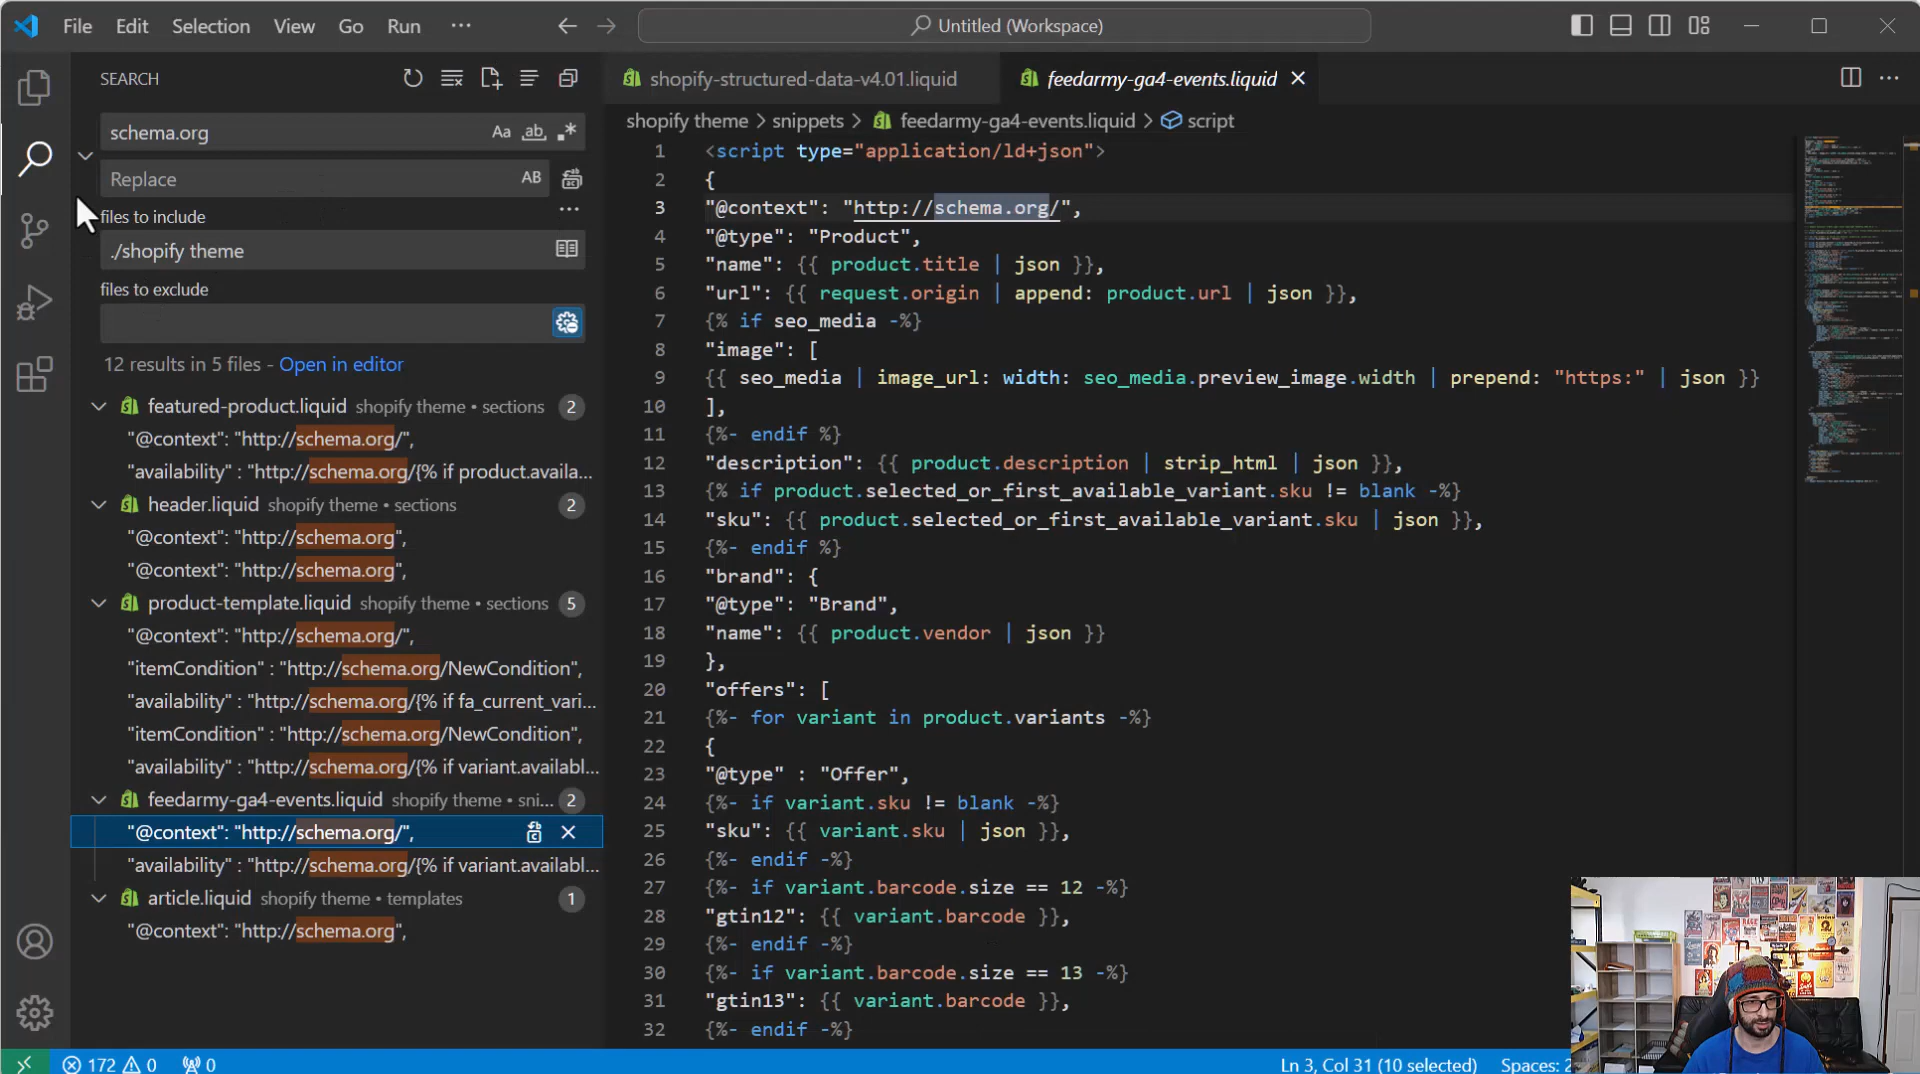 File Edit Selection View Go Run ··· Untitled (Workspace)
SEARCH
schema.org Aa ab
Replace AB
files to include
./shopify theme
files to exclude
12 results in 5 files - Open in editor
featured-product.liquid shopify theme • sections 2
"@context": "http://schema.org/",
"availability" : "http://schema.org/{% if product.availa...
header.liquid shopify theme • sections 2
"@context": "http://schema.org",
"@context": "http://schema.org",
product-template.liquid shopify theme • sections 5
"@context": "http://schema.org/",
"itemCondition" : "http://schema.org/NewCondition",
"availability" : "http://schema.org/{% if fa_current_vari...
"itemCondition" : "http://schema.org/NewCondition",
"availability" : "http://schema.org/{% if variant.availabl...
feedarmy-ga4-events.liquid shopify theme • sni... 2
"@context": "http://schema.org/",
"availability" : "http://schema.org/{% if variant.availabl...
article.liquid shopify theme • templates 1
"@context": "http://schema.org",
shopify-structured-data-v4.01.liquid feedarmy-ga4-events.liquid
shopify theme > snippets > feedarmy-ga4-events.liquid > script
1 <script type="application/ld+json">
2 {
3 "@context": "http://schema.org/",
4 "@type": "Product",
5 "name": {{ product.title | json }},
6 "url": {{ request.origin | append: product.url | json }},
7 {% if seo_media -%}
8 "image": [
9 {{ seo_media | image_url: width: seo_media.preview_image.width | prepend: "https:" | json }}
10 ],
11 {%- endif %}
12 "description": {{ product.description | strip_html | json }},
13 {% if product.selected_or_first_available_variant.sku != blank -%}
14 "sku": {{ product.selected_or_first_available_variant.sku | json }},
15 {%- endif %}
16 "brand": {
17 "@type": "Brand",
18 "name": {{ product.vendor | json }}
19 },
20 "offers": [
21 {%- for variant in product.variants -%}
22 {
23 "@type" : "Offer",
24 {%- if variant.sku != blank -%}
25 "sku": {{ variant.sku | json }},
26 {%- endif -%}
27 {%- if variant.barcode.size == 12 -%}
28 "gtin12": {{ variant.barcode }},
29 {%- endif -%}
30 {%- if variant.barcode.size == 13 -%}
31 "gtin13": {{ variant.barcode }},
32 {%- endif -%}
172 0 0 Ln 3, Col 31 (10 selected) Spaces: